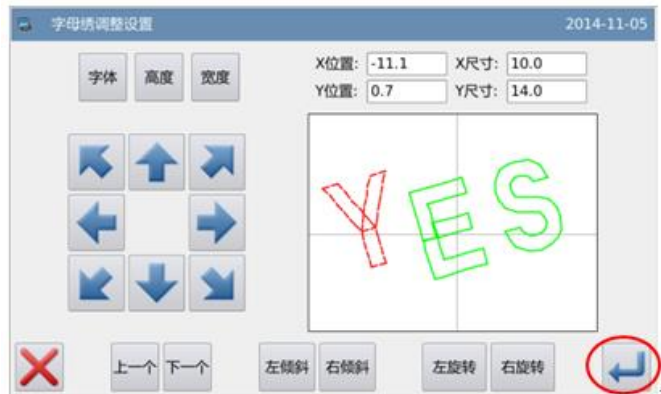 字母绣调整设置 2014-11-05
字体 高度 宽度 X位置: -11.1 X尺寸: 10.0
Y位置: 0.7 Y尺寸: 14.0
YES
上一个 下一个 左倾斜 右倾斜 左旋转 右旋转